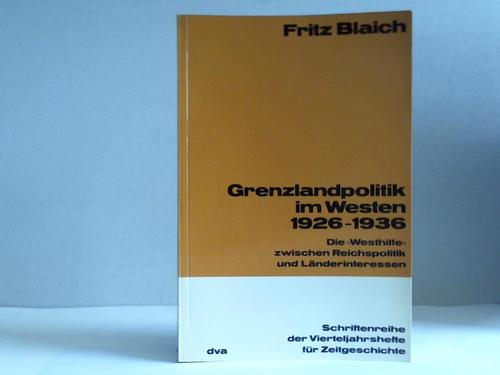 Fritz Blaich
Grenzlandpolitik
im Westen
1926-1936
Die »Westhilfe«
zwischen Reichspolitik
und Länderinteressen
Schriftenreihe
der Vierteljahrshefte
für Zeitgeschichte
dva